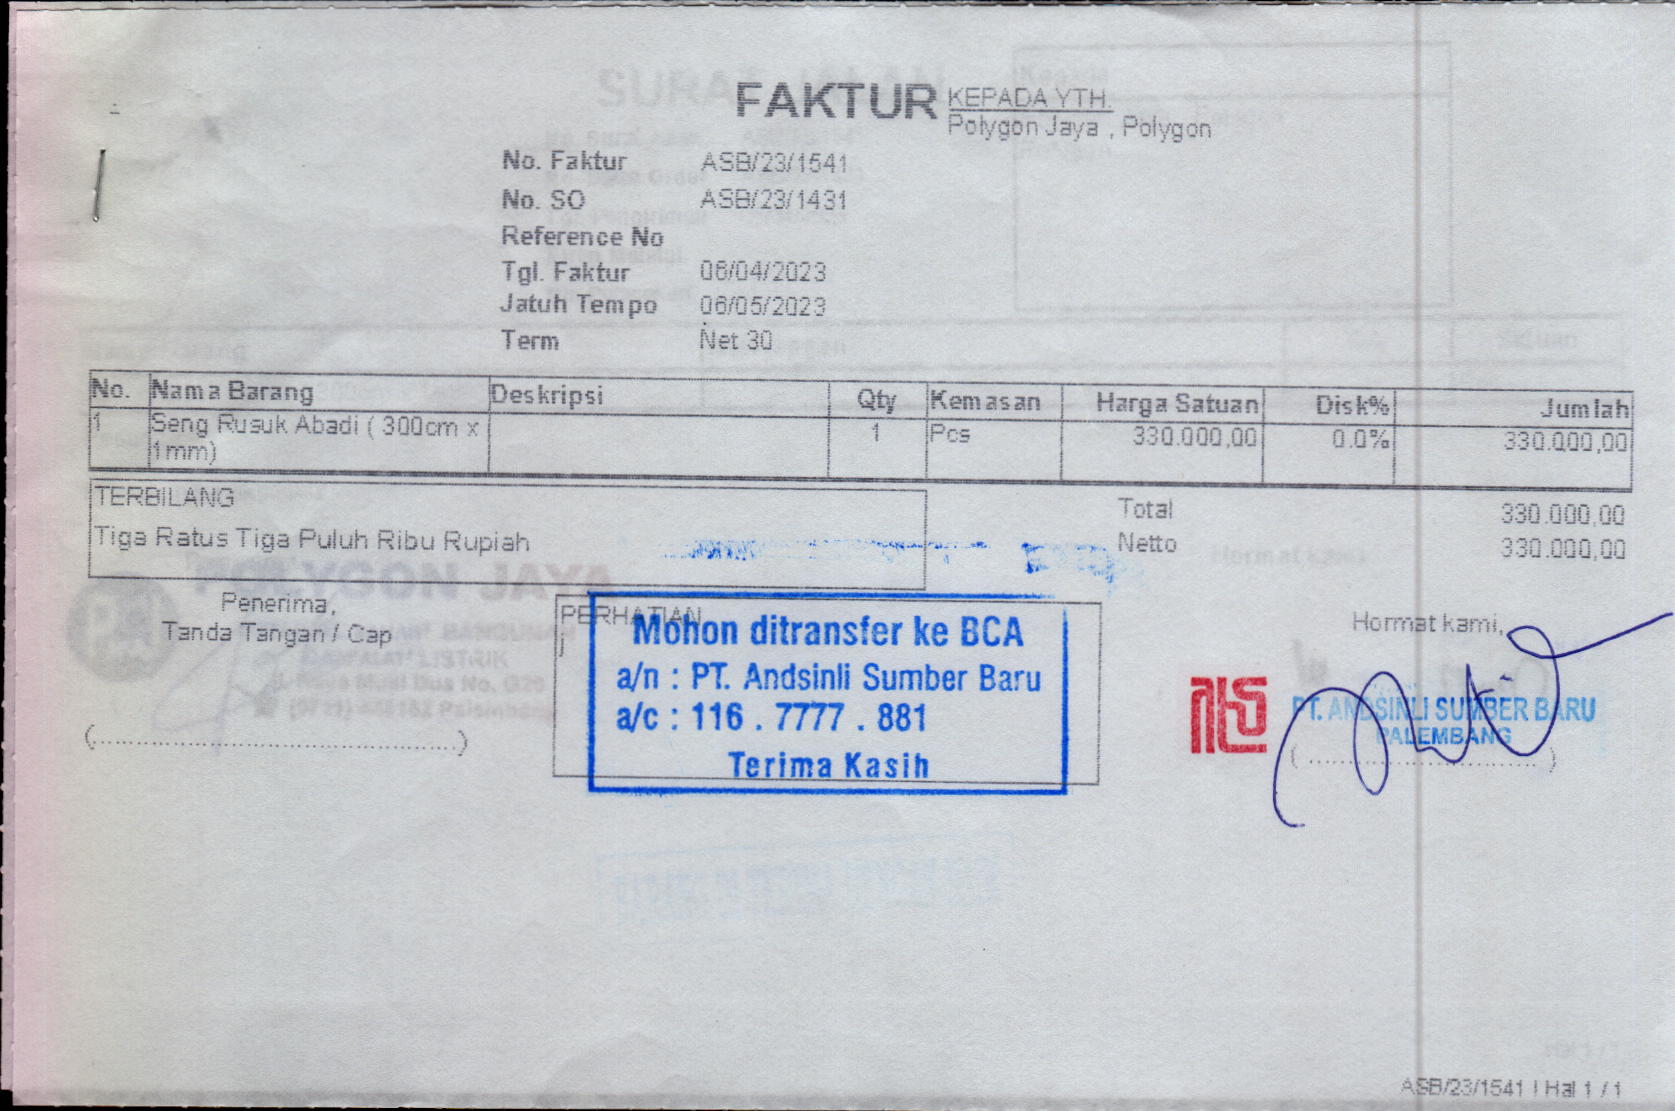 FAKTUR
KEPADA YTH.
Polygon Jaya , Polygon
No. Faktur ASB/23/1541
No. SO ASB/23/1431
Reference No
Tgl. Faktur 06/04/2023
Jatuh Tempo 06/05/2023
Term Net 30
No. Nama Barang Deskripsi Qty Kemasan Harga Satuan Disk% Jumlah
1 Seng Rusuk Abadi ( 300cm x 1 Pcs 330.000,00 0.0% 330.000,00
1mm)
TERBILANG
Tiga Ratus Tiga Puluh Ribu Rupiah
Total 330.000,00
Netto 330.000,00
POLYGON JAYA
Penerima,
Tanda Tangan / Cap
(............................................)
PERHATIAN
Mohon ditransfer ke BCA
a/n : PT. Andsinli Sumber Baru
a/c : 116 . 7777 . 881
Terima Kasih
Hormat kami,
PT. ANDSINLI SUMBER BARU
PALEMBANG
( ................................ )
ASB/23/1541 | Hal 1 / 1